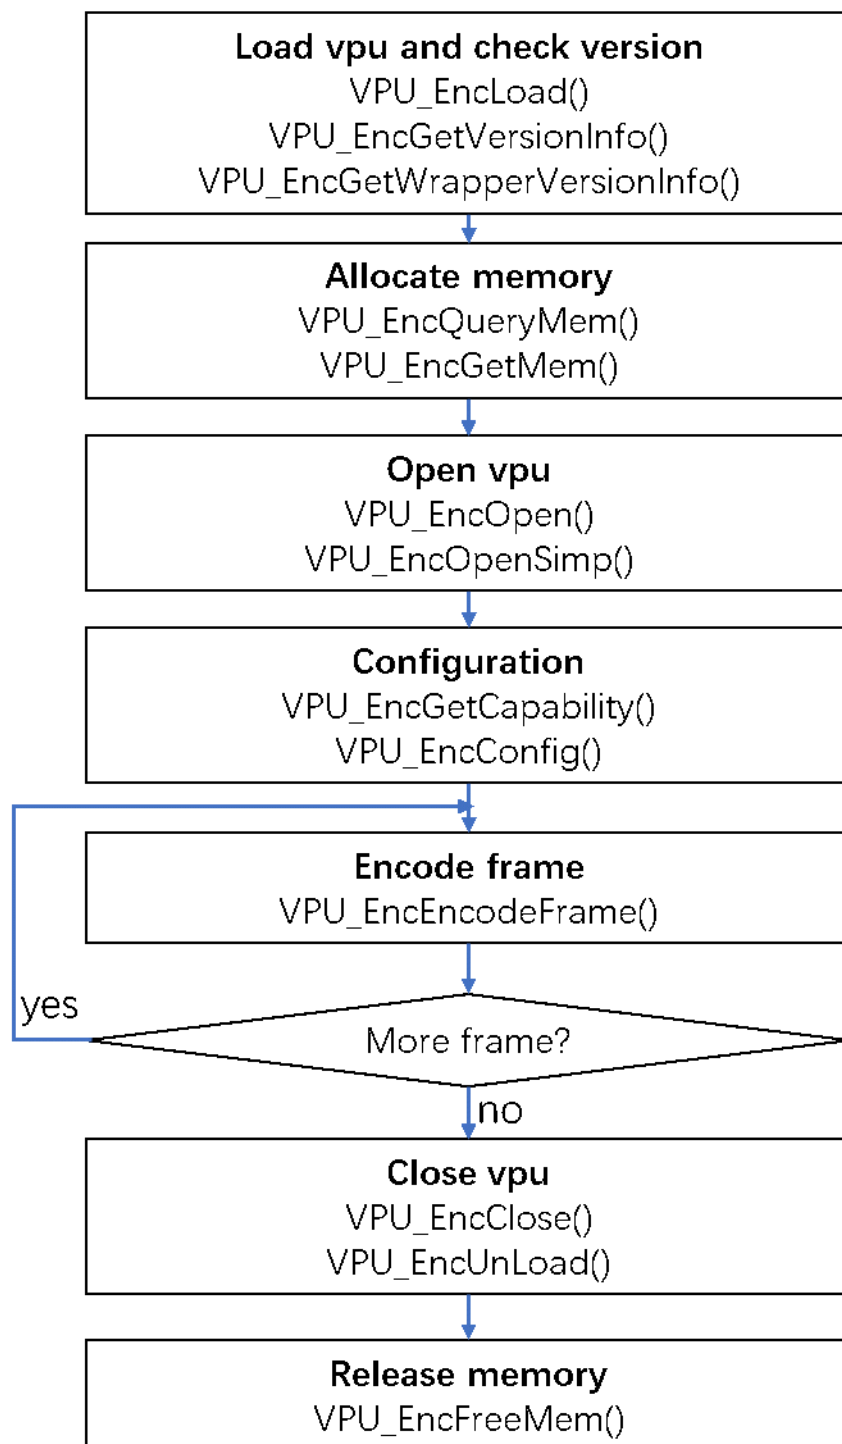 Load vpu and check version
VPU_EncLoad()
VPU_EncGetVersionInfo()
VPU_EncGetWrapperVersionInfo()
Allocate memory
VPU_EncQueryMem()
VPU_EncGetMem()
Open vpu
VPU_EncOpen()
VPU_EncOpenSimp()
Configuration
VPU_EncGetCapability()
VPU_EncConfig()
Encode frame
VPU_EncEncodeFrame()
yes
More frame?
no
Close vpu
VPU_EncClose()
VPU_EncUnLoad()
Release memory
VPU_EncFreeMem()